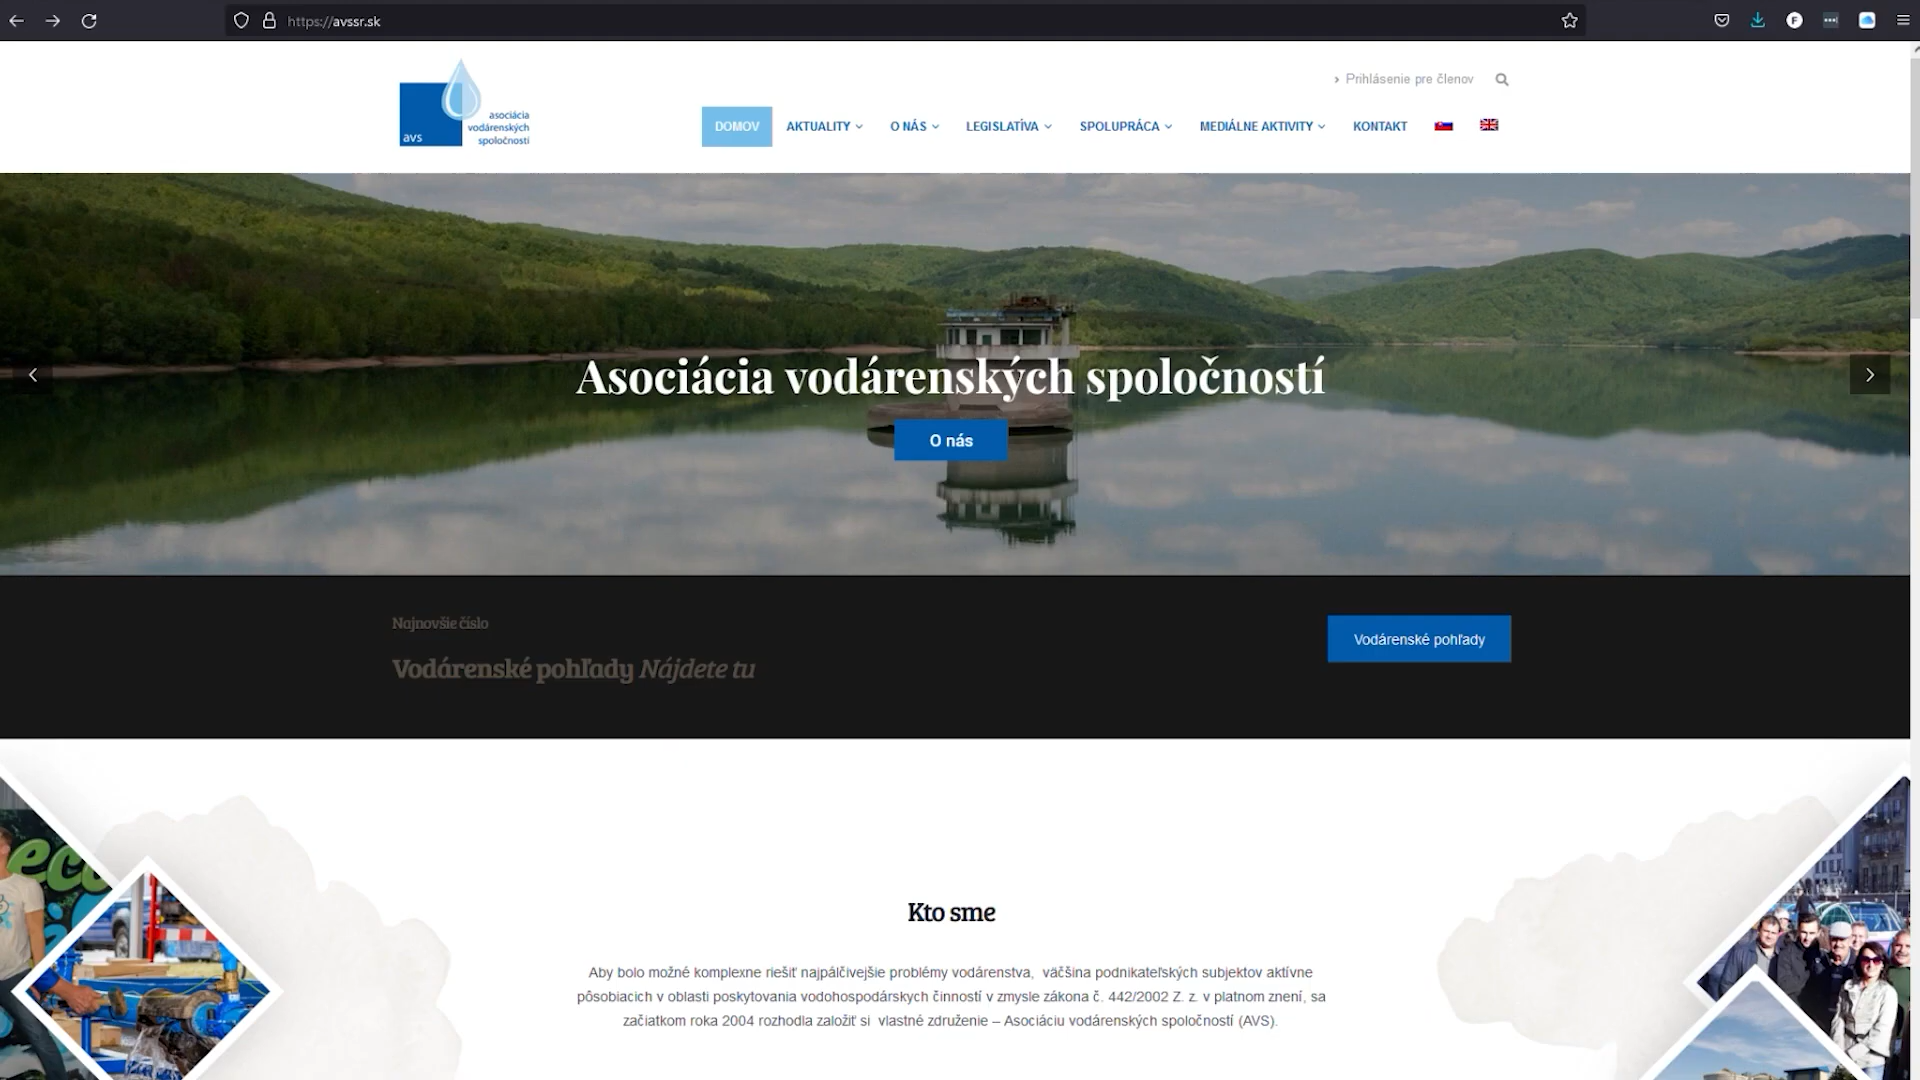 https://avssr.sk
Prihlásenie pre členov
avs
asociácia
vodárenských
spoločností
DOMOV AKTUALITY O NÁS LEGISLATÍVA SPOLUPRÁCA MEDIÁLNE AKTIVITY KONTAKT
Asociácia vodárenských spoločností
O nás
Najnovšie číslo
Vodárenské pohľady Nájdete tu
Vodárenské pohľady
eco
Kto sme
Aby bolo možné komplexne riešiť najpálčivejšie problémy vodárenstva, väčšina podnikateľských subjektov aktívne
pôsobiacich v oblasti poskytovania vodohospodárskych činností v zmysle zákona č. 442/2002 Z. z. v platnom znení, sa
začiatkom roka 2004 rozhodla založiť si vlastné združenie – Asociáciu vodárenských spoločností (AVS).